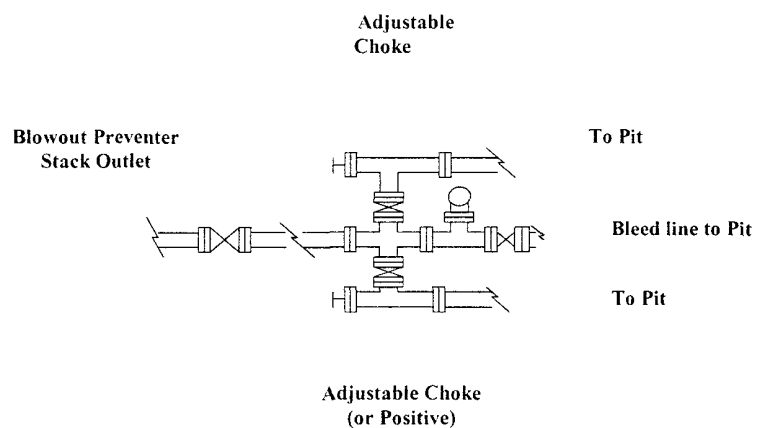 Adjustable
Choke
Blowout Preventer
Stack Outlet
To Pit
Bleed line to Pit
To Pit
Adjustable Choke
(or Positive)